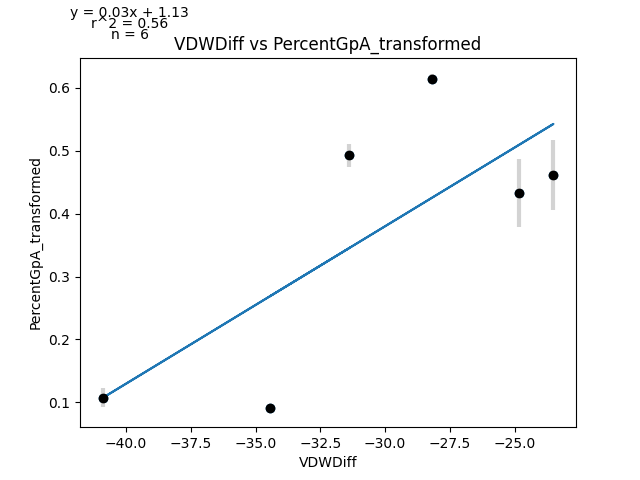 y = 0.03x + 1.13
r^2 = 0.56
n = 6
VDWDiff vs PercentGpA_transformed
0.6
0.5
0.4
0.3
0.2
0.1
PercentGpA_transformed
−40.0 −37.5 −35.0 −32.5 −30.0 −27.5 −25.0
VDWDiff